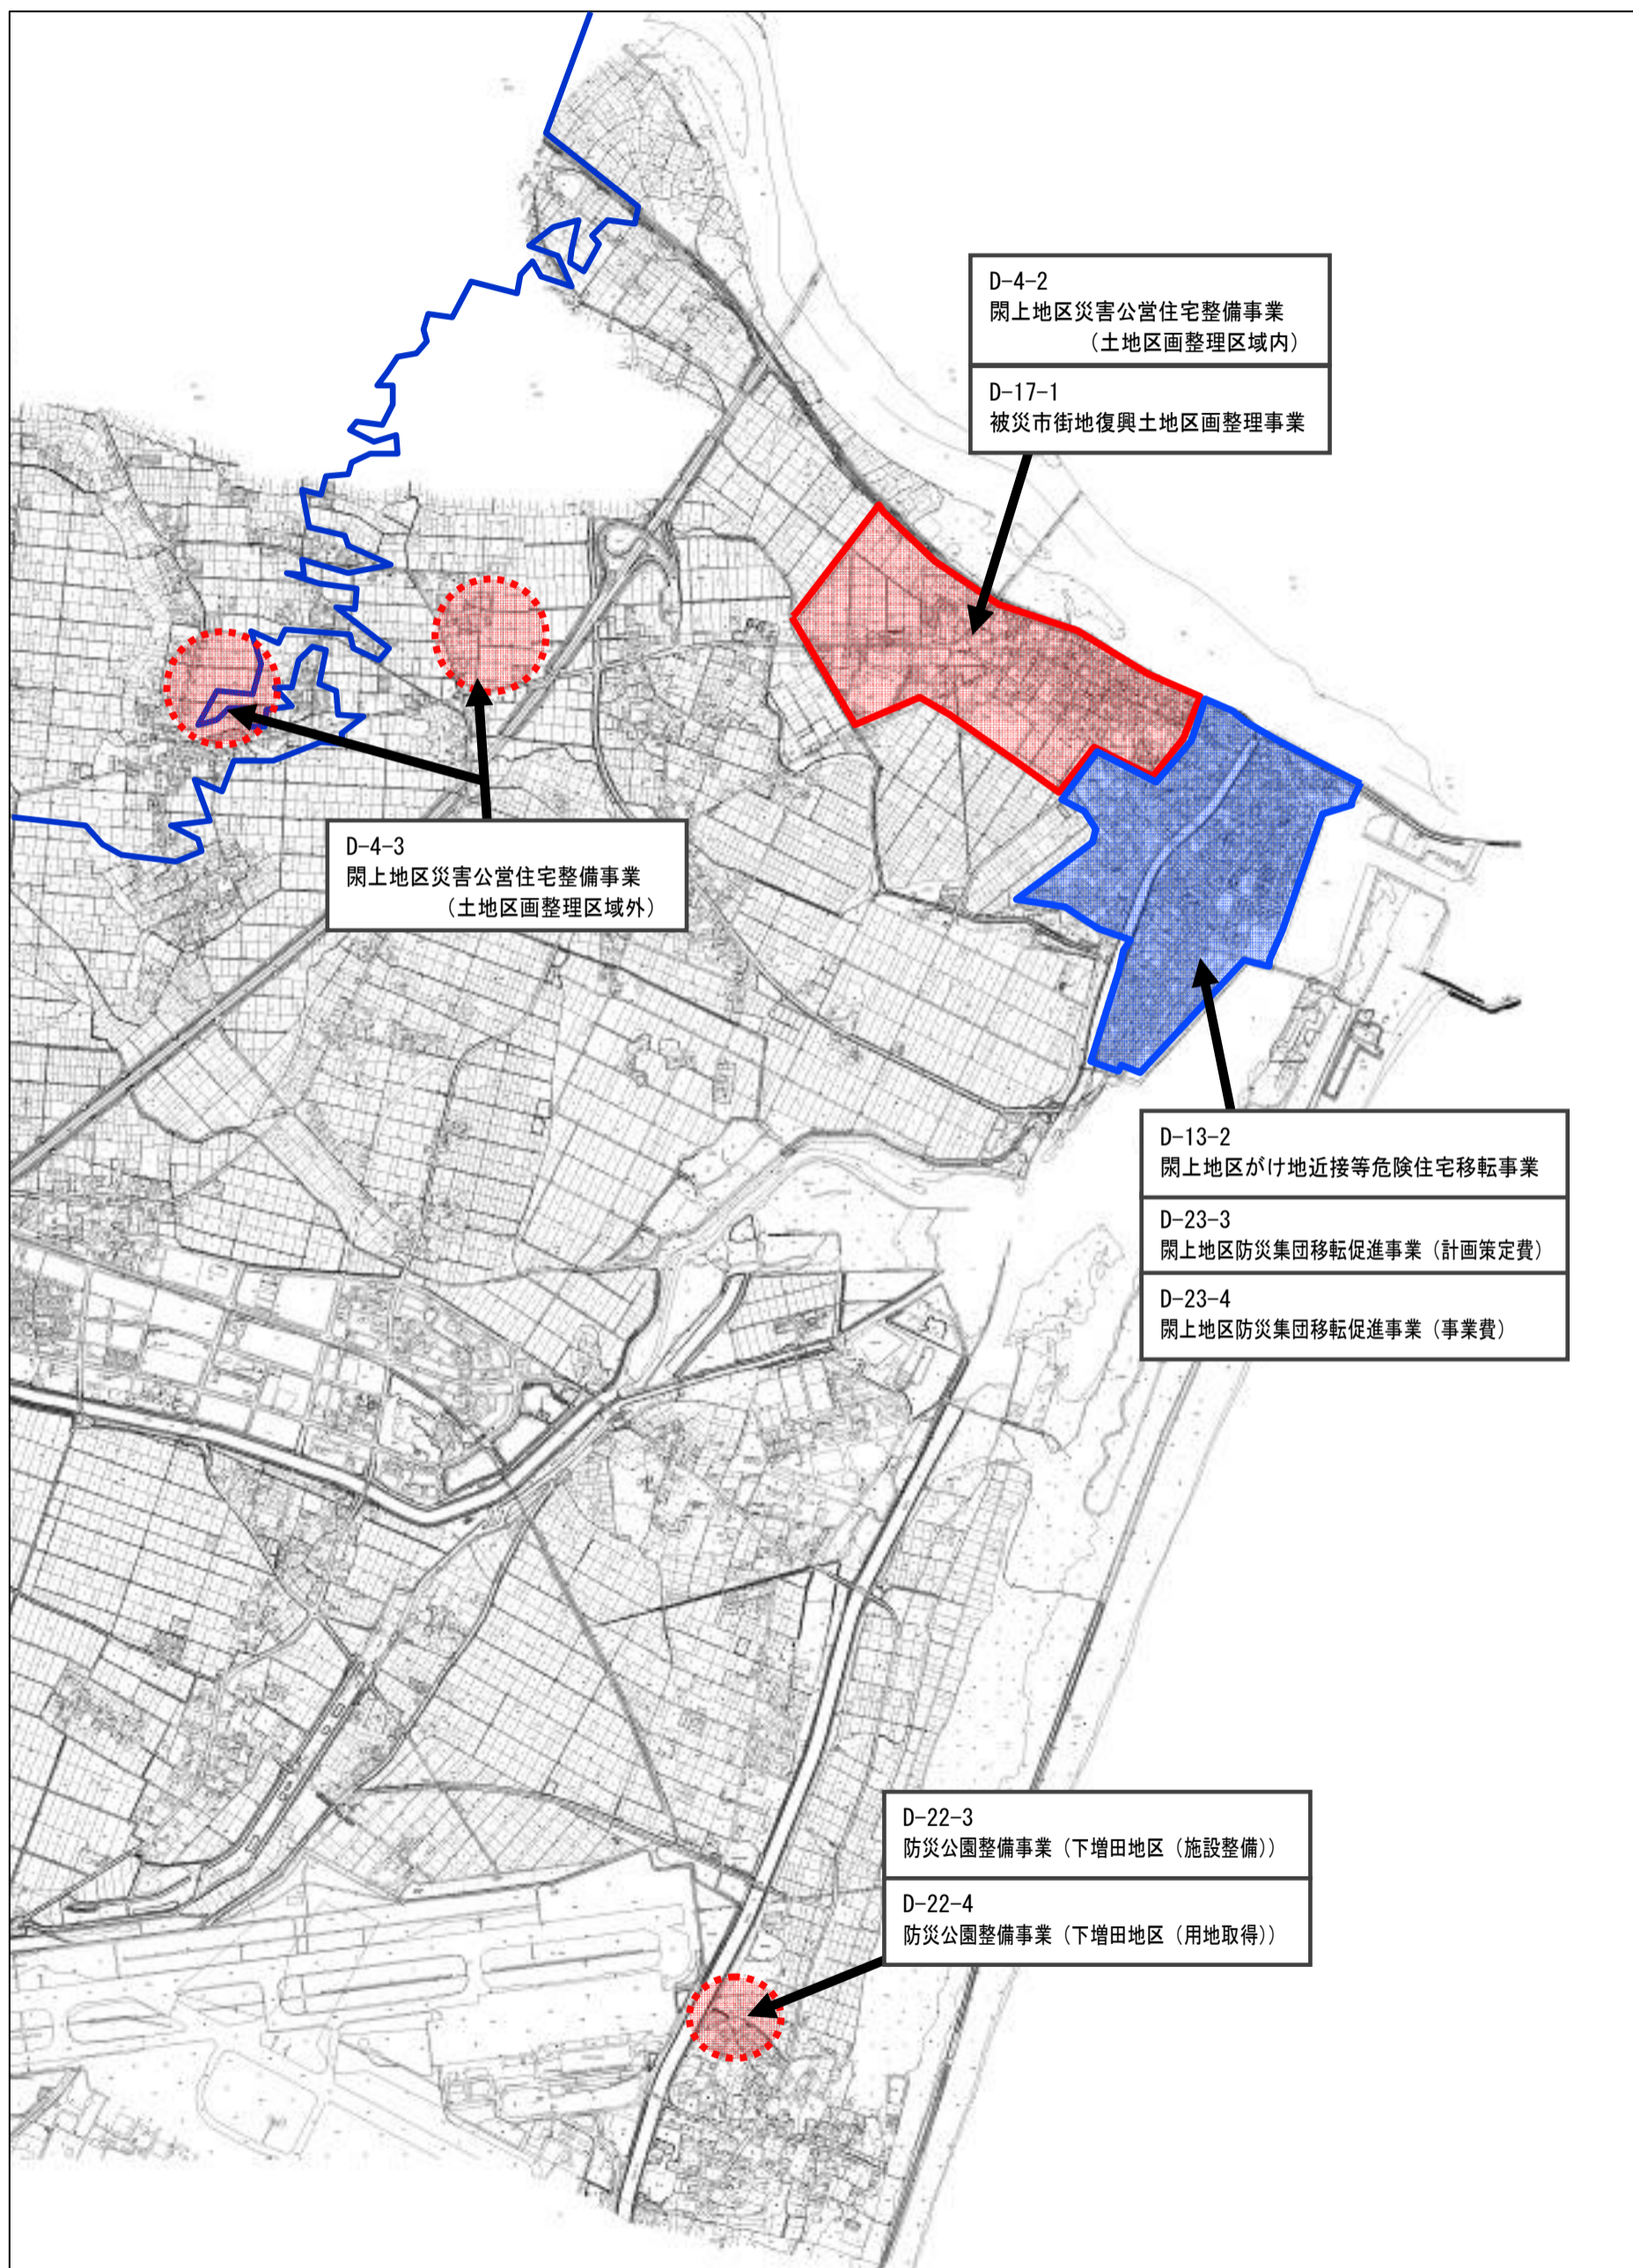 D-4-2
閖上地区災害公営住宅整備事業
（土地区画整理区域内）
D-17-1
被災市街地復興土地区画整理事業
D-4-3
閖上地区災害公営住宅整備事業
（土地区画整理区域外）
D-13-2
閖上地区がけ地近接等危険住宅移転事業
D-23-3
閖上地区防災集団移転促進事業（計画策定費）
D-23-4
閖上地区防災集団移転促進事業（事業費）
D-22-3
防災公園整備事業（下増田地区（施設整備））
D-22-4
防災公園整備事業（下増田地区（用地取得））